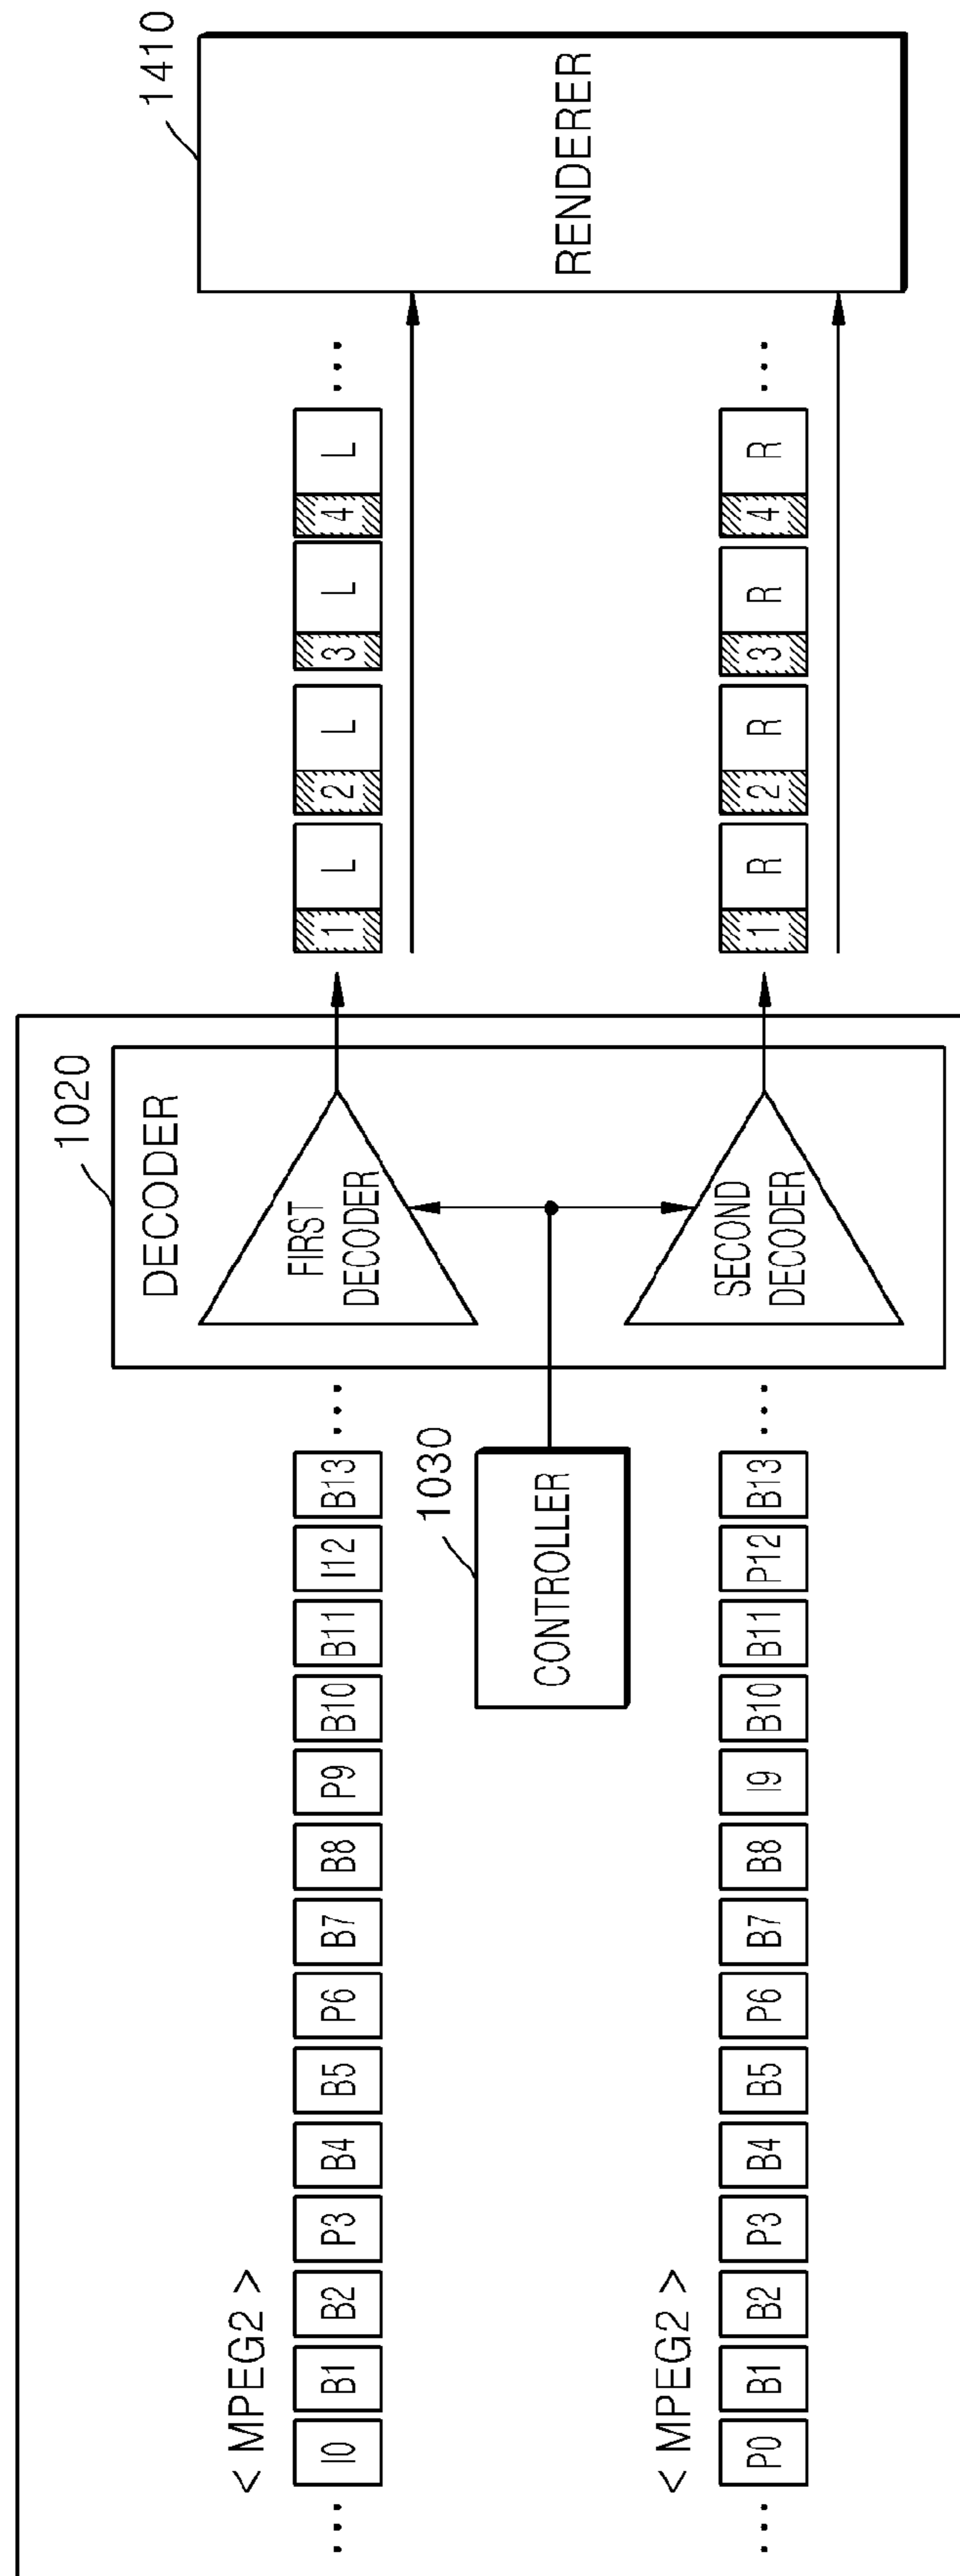 1020
1410
DECODER
< MPEG2 >
... I0 B1 B2 P3 B4 B5 P6 B7 B8 P9 B10 B11 I12 B13 ...
FIRST
DECODER
1 L 2 L 3 L 4 L ...
RENDERER
1030
CONTROLLER
< MPEG2 >
... P0 B1 B2 P3 B4 B5 P6 B7 B8 I9 B10 B11 P12 B13 ...
SECOND
DECODER
1 R 2 R 3 R 4 R ...